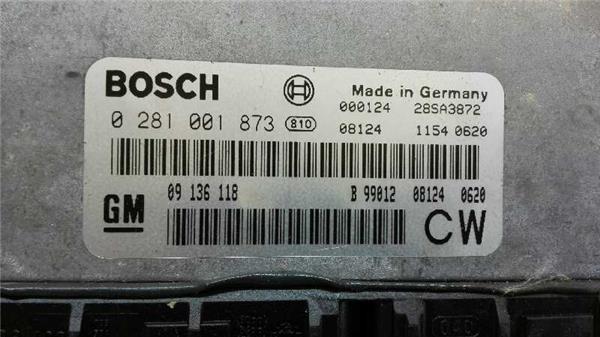 BOSCH
Made in Germany
000124 28SA3872
0 281 001 873 810
08124 1154 0620
09 136 118 B 99012 08124 0620
GM
CW